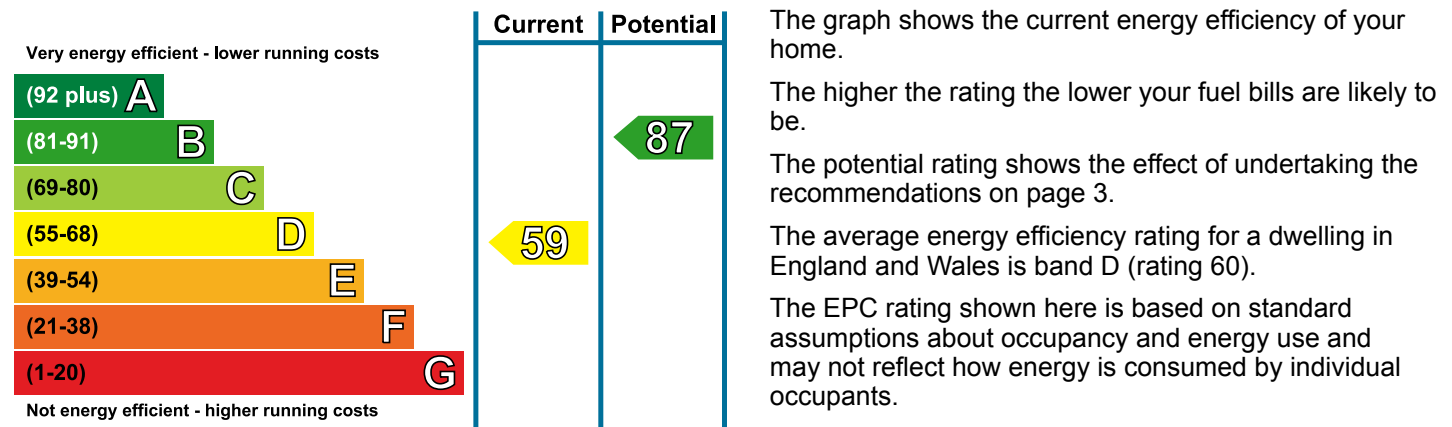 Current Potential
Very energy efficient - lower running costs
(92 plus) A
(81-91) B
87
(69-80) C
(55-68) D
59
(39-54) E
(21-38) F
(1-20) G
Not energy efficient - higher running costs
The graph shows the current energy efficiency of your
home.
The higher the rating the lower your fuel bills are likely to
be.
The potential rating shows the effect of undertaking the
recommendations on page 3.
The average energy efficiency rating for a dwelling in
England and Wales is band D (rating 60).
The EPC rating shown here is based on standard
assumptions about occupancy and energy use and
may not reflect how energy is consumed by individual
occupants.